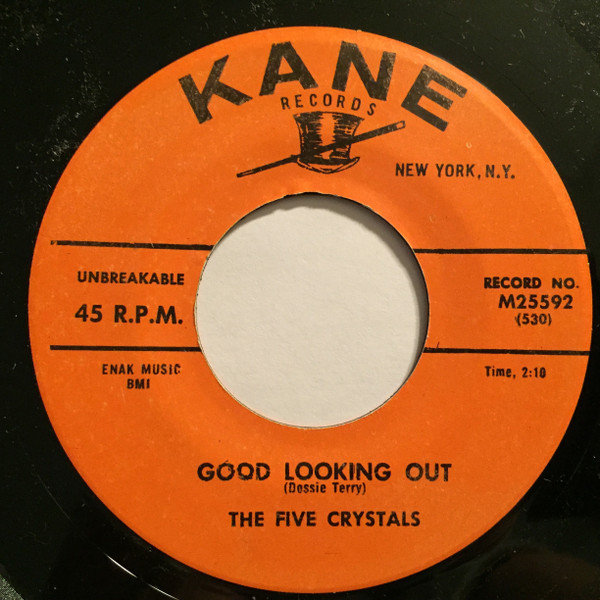 KANE
RECORDS
NEW YORK, N.Y.
UNBREAKABLE
45 R.P.M.
RECORD NO.
M25592
(530)
ENAK MUSIC
BMI
Time, 2:10
GOOD LOOKING OUT
(Dossie Terry)
THE FIVE CRYSTALS